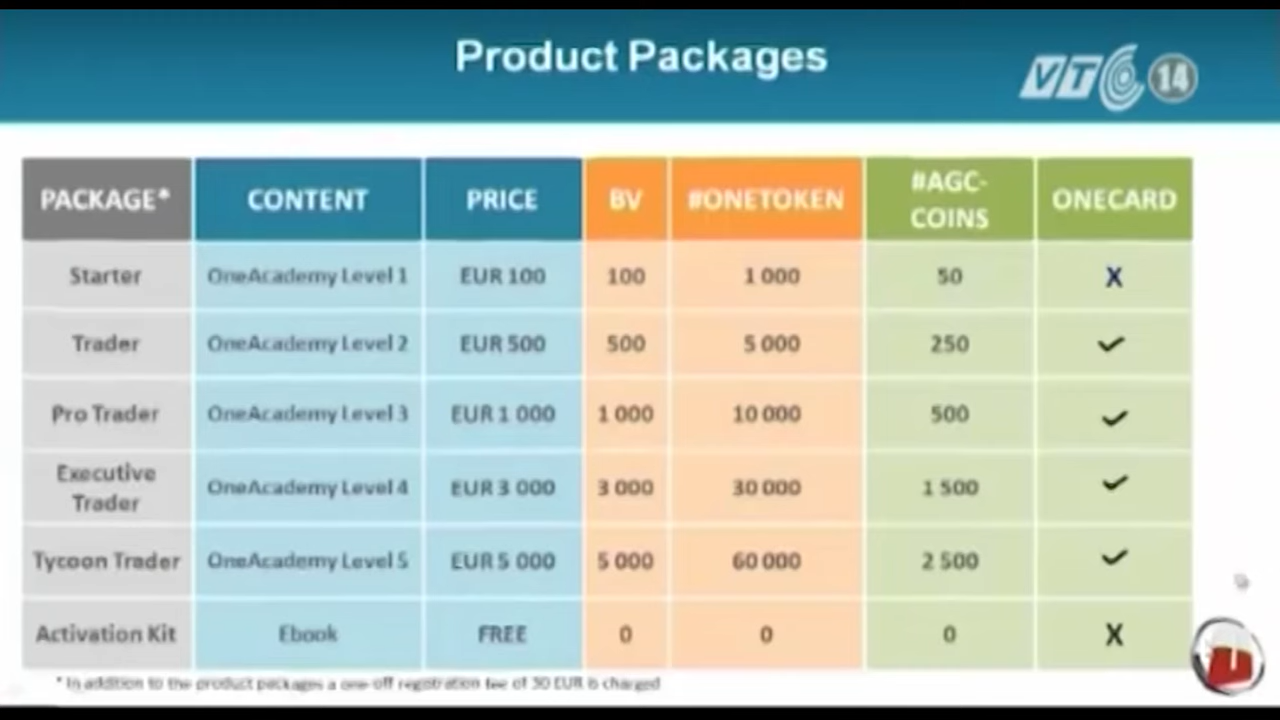 Product Packages
VTC 14
PACKAGE* CONTENT PRICE BV #ONETOKEN #AGC-COINS ONECARD
Starter OneAcademy Level 1 EUR 100 100 1 000 50 X
Trader OneAcademy Level 2 EUR 500 500 5 000 250 ✓
Pro Trader OneAcademy Level 3 EUR 1 000 1 000 10 000 500 ✓
Executive Trader OneAcademy Level 4 EUR 3 000 3 000 30 000 1 500 ✓
Tycoon Trader OneAcademy Level 5 EUR 5 000 5 000 60 000 2 500 ✓
Activation Kit Ebook FREE 0 0 0 X
* In addition to the product packages a one-off registration fee of 30 EUR is charged